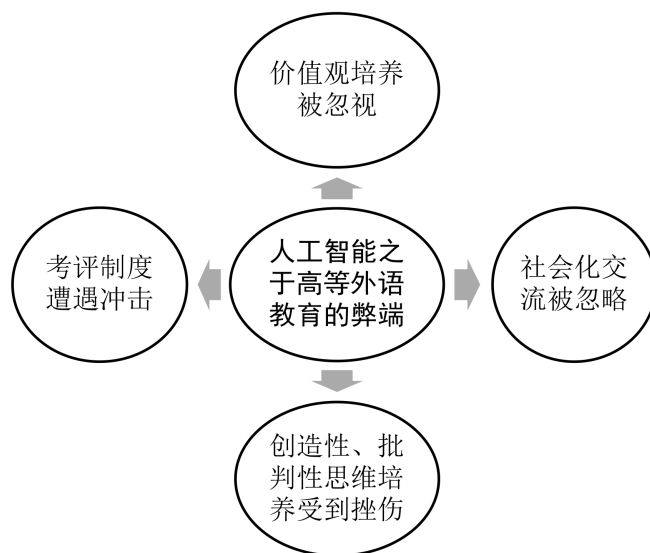 价值观培养
被忽视
考评制度
遭遇冲击
人工智能之
于高等外语
教育的弊端
社会化交
流被忽略
创造性、批
判性思维培
养受到挫伤